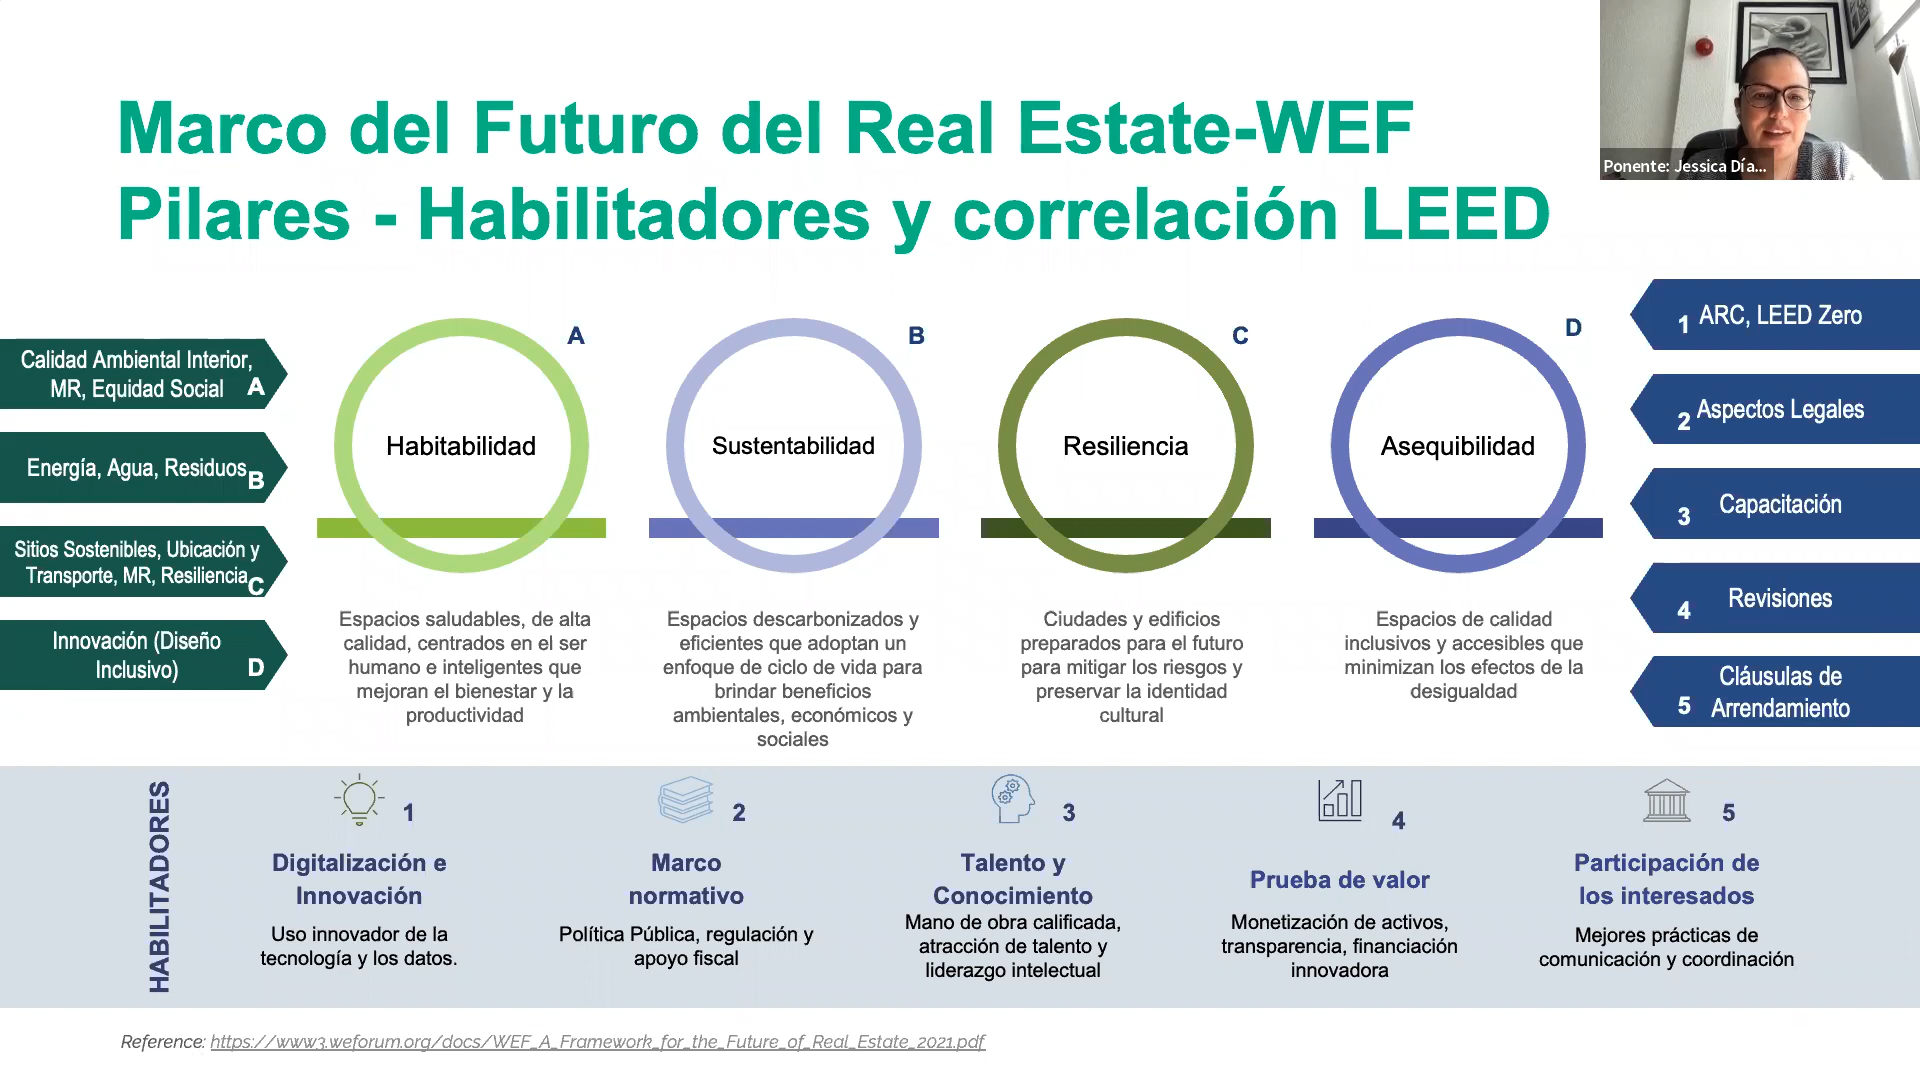 Marco del Futuro del Real Estate-WEF
Pilares - Habilitadores y correlación LEED
Ponente: Jessica Día...
Calidad Ambiental Interior,
MR, Equidad Social A
Energía, Agua, Residuos B
Sitios Sostenibles, Ubicación y
Transporte, MR, Resiliencia C
Innovación (Diseño
Inclusivo) D
A
Habitabilidad
Espacios saludables, de alta
calidad, centrados en el ser
humano e inteligentes que
mejoran el bienestar y la
productividad
B
Sustentabilidad
Espacios descarbonizados y
eficientes que adoptan un
enfoque de ciclo de vida para
brindar beneficios
ambientales, económicos y
sociales
C
Resiliencia
Ciudades y edificios
preparados para el futuro
para mitigar los riesgos y
preservar la identidad
cultural
D
Asequibilidad
Espacios de calidad
inclusivos y accesibles que
minimizan los efectos de la
desigualdad
1 ARC, LEED Zero
2 Aspectos Legales
3 Capacitación
4 Revisiones
Cláusulas de
5 Arrendamiento
HABILITADORES
1
Digitalización e
Innovación
Uso innovador de la
tecnología y los datos.
2
Marco
normativo
Política Pública, regulación y
apoyo fiscal
3
Talento y
Conocimiento
Mano de obra calificada,
atracción de talento y
liderazgo intelectual
4
Prueba de valor
Monetización de activos,
transparencia, financiación
innovadora
5
Participación de
los interesados
Mejores prácticas de
comunicación y coordinación
Reference: https://www3.weforum.org/docs/WEF_A_Framework_for_the_Future_of_Real_Estate_2021.pdf